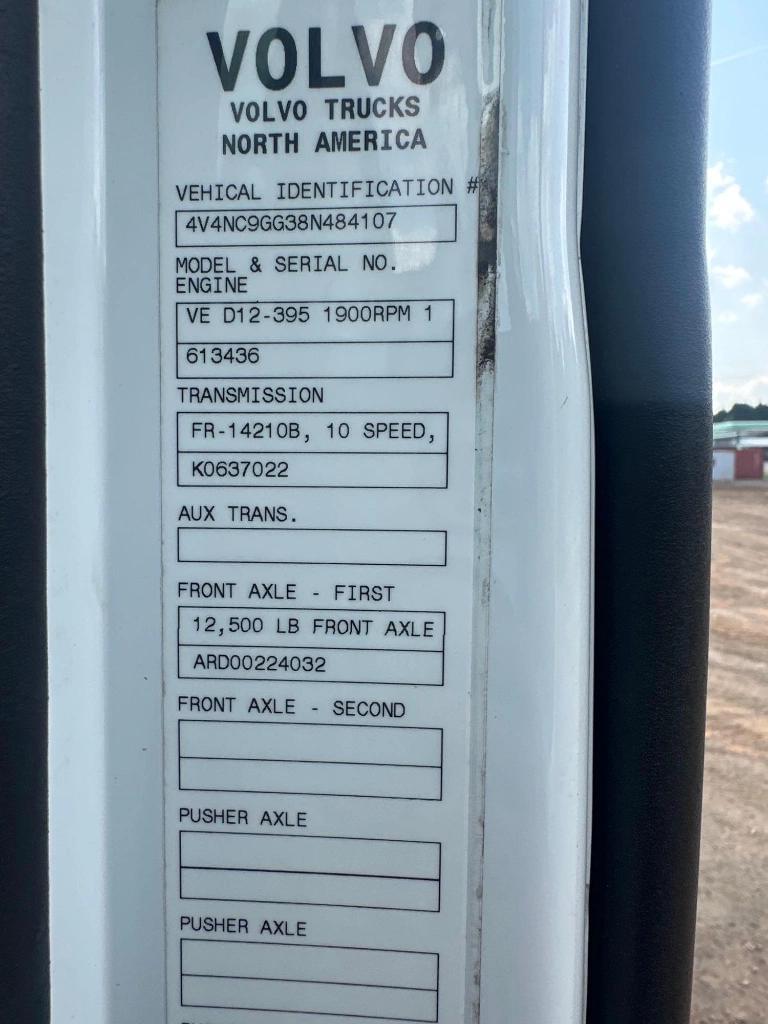 VOLVO
VOLVO TRUCKS
NORTH AMERICA
VEHICAL IDENTIFICATION #
4V4NC9GG38N484107
MODEL & SERIAL NO.
ENGINE
VE D12-395 1900RPM 1
613436
TRANSMISSION
FR-14210B, 10 SPEED,
K0637022
AUX TRANS.
FRONT AXLE - FIRST
12,500 LB FRONT AXLE
ARD00224032
FRONT AXLE - SECOND
PUSHER AXLE
PUSHER AXLE